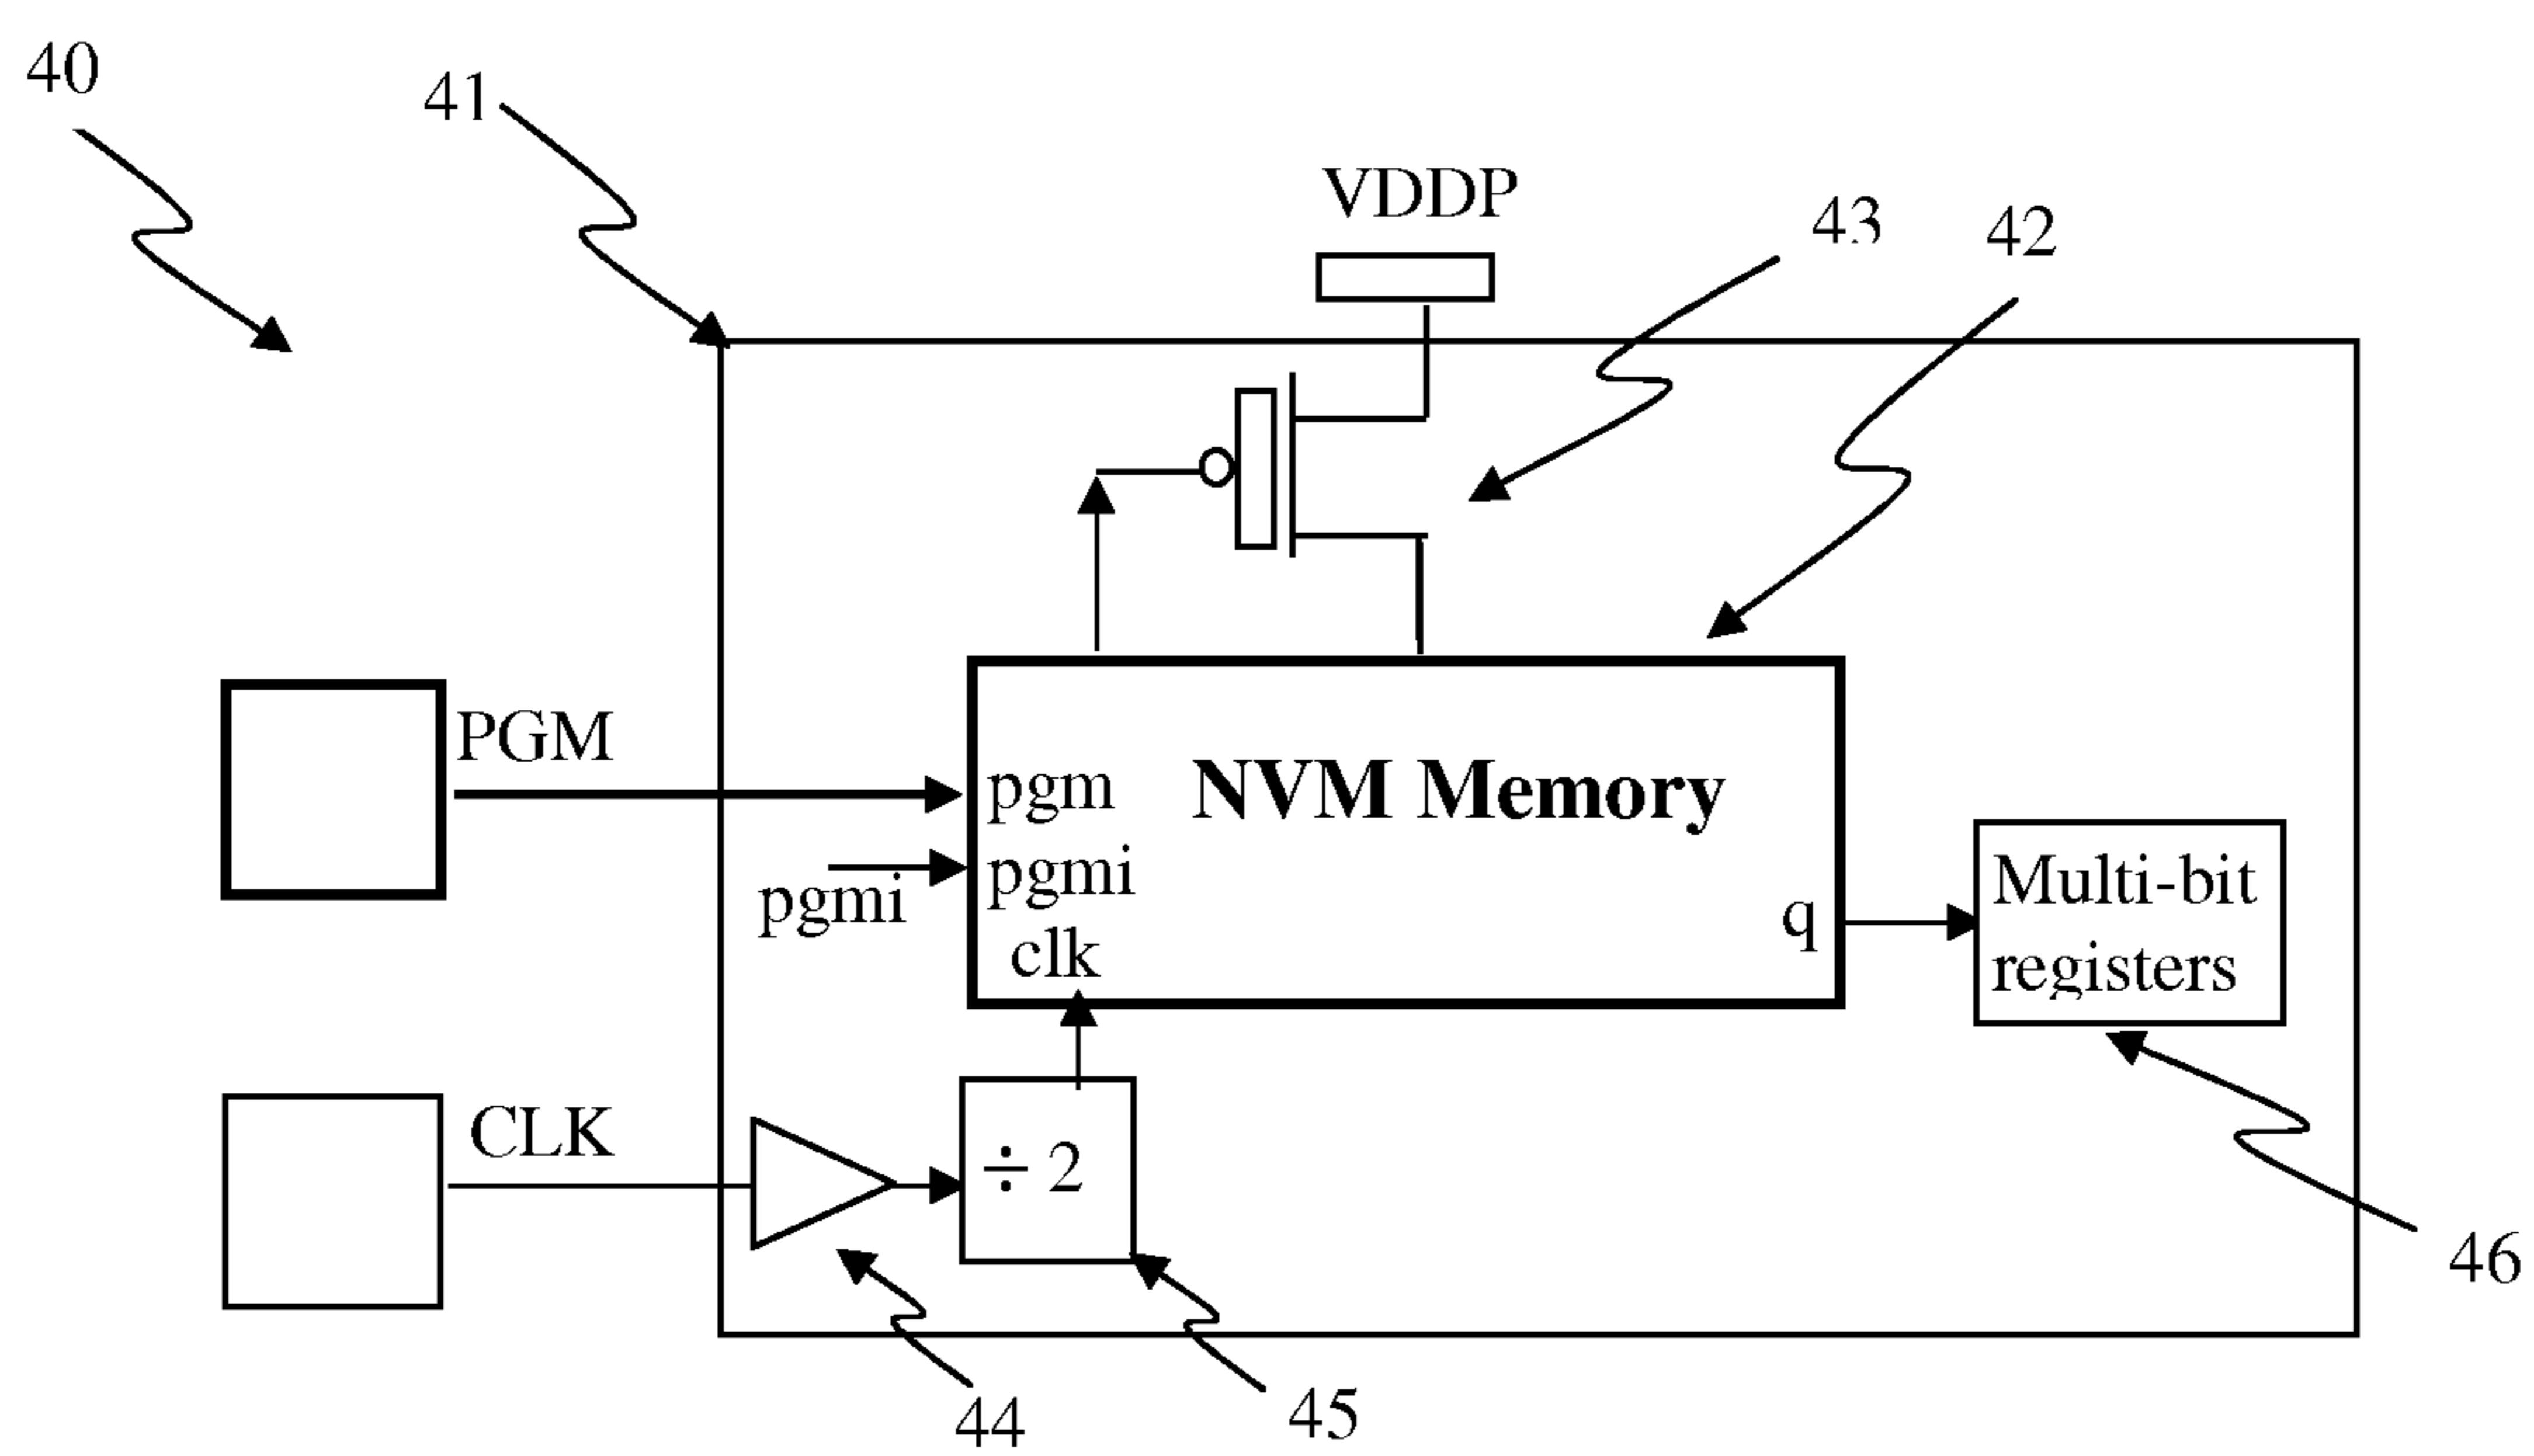 40
41
VDDP
43
42
PGM
pgm
NVM Memory
pgmi
pgmi
clk
q
Multi-bit
registers
CLK
÷ 2
46
44
45